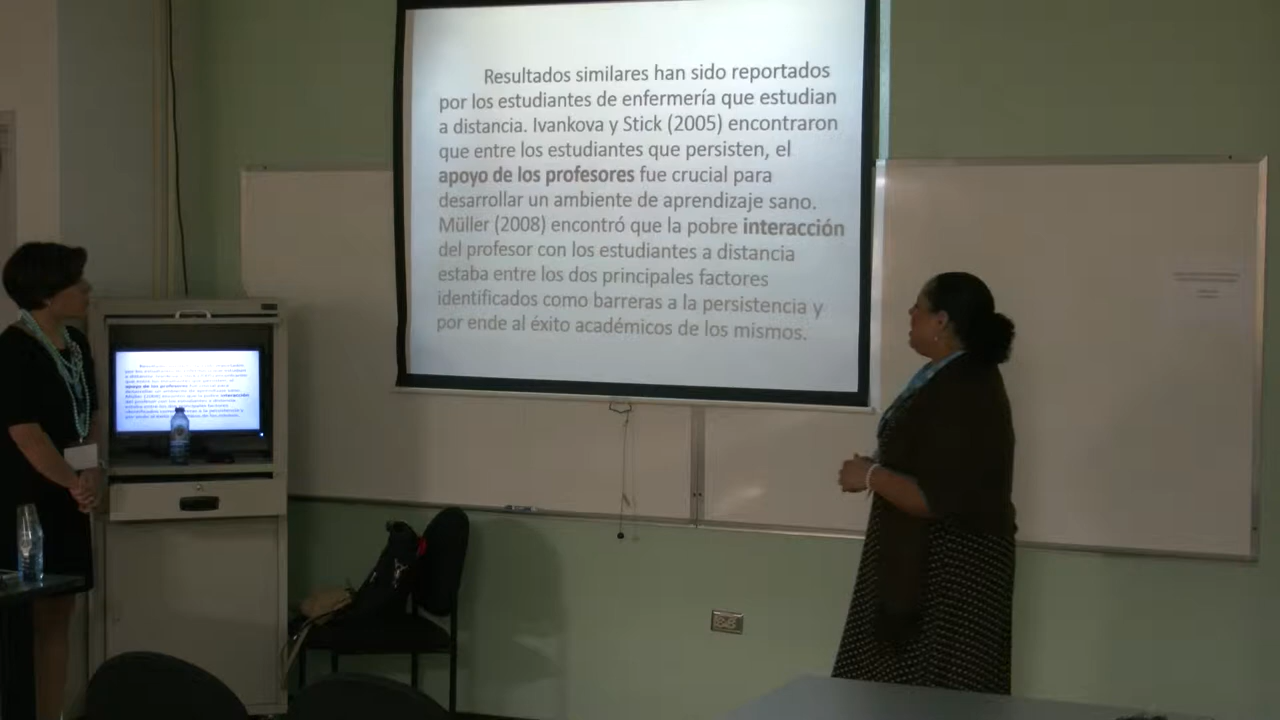 Resultados similares han sido reportados
por los estudiantes de enfermería que estudian
a distancia. Ivankova y Stick (2005) encontraron
que entre los estudiantes que persisten, el
apoyo de los profesores fue crucial para
desarrollar un ambiente de aprendizaje sano.
Müller (2008) encontró que la pobre interacción
del profesor con los estudiantes a distancia
estaba entre los dos principales factores
identificados como barreras a la persistencia y
por ende al éxito académicos de los mismos.